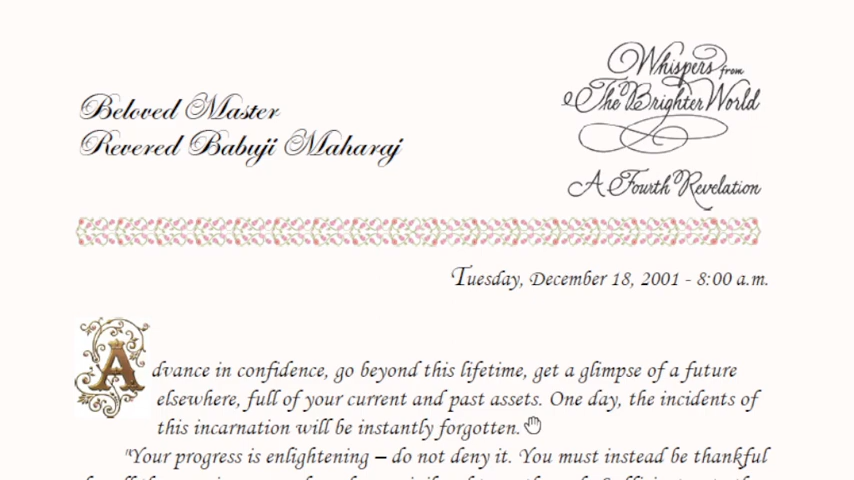 Whispers from
The Brighter World
Beloved Master
Revered Babuji Maharaj
A Fourth Revelation
Tuesday, December 18, 2001 - 8:00 a.m.
Advance in confidence, go beyond this lifetime, get a glimpse of a future
elsewhere, full of your current and past assets. One day, the incidents of
this incarnation will be instantly forgotten.
"Your progress is enlightening – do not deny it. You must instead be thankful